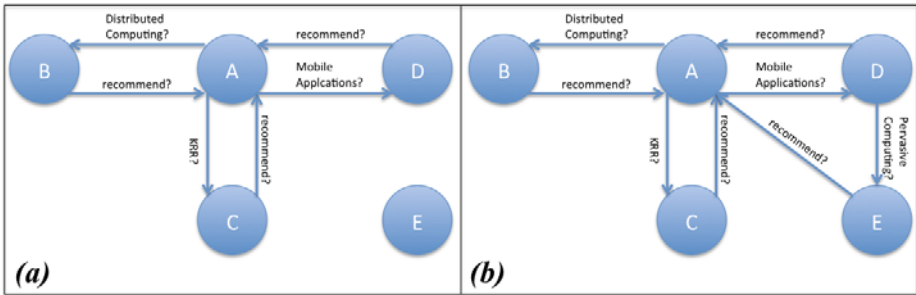 Distributed
Computing?
recommend?
B
A
D
recommend?
Mobile
Applcations?
KRR?
recommend?
C
E
(a)
Distributed
Computing?
recommend?
B
A
D
recommend?
Mobile
Applications?
KRR?
recommend?
recommend?
Pervasive
Computing?
C
E
(b)